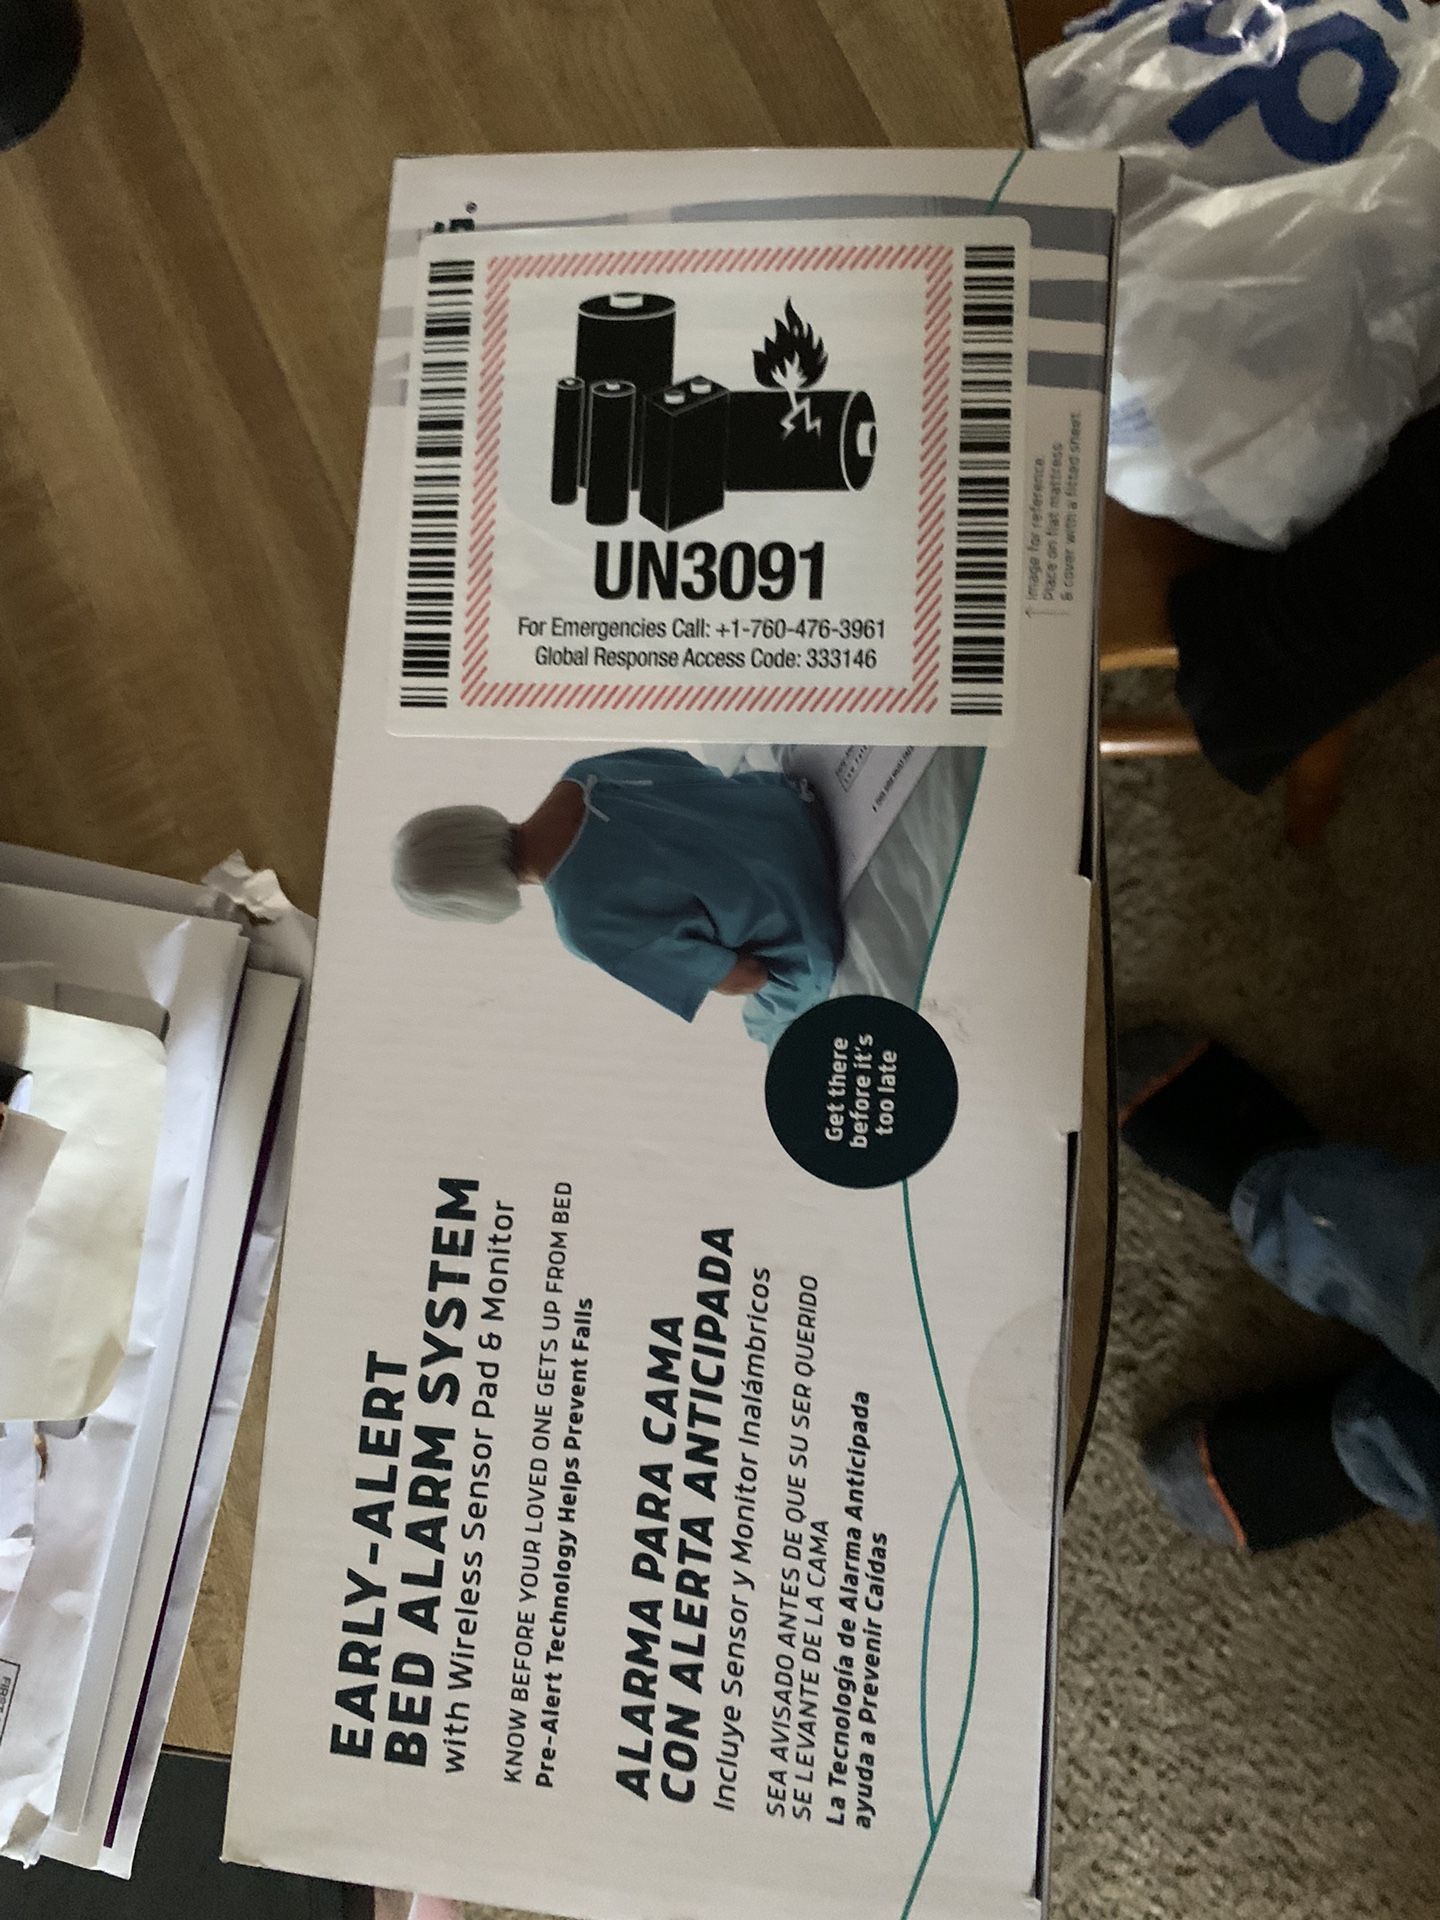 EARLY-ALERT
BED ALARM SYSTEM
with Wireless Sensor Pad & Monitor
KNOW BEFORE YOUR LOVED ONE GETS UP FROM BED
Pre-Alert Technology Helps Prevent Falls
ALARMA PARA CAMA
CON ALERTA ANTICIPADA
Incluye Sensor y Monitor Inalámbricos
SEA AVISADO ANTES DE QUE SU SER QUERIDO
SE LEVANTE DE LA CAMA
La Tecnología de Alarma Anticipada
ayuda a Prevenir Caídas
Get there
before it's
too late
UN3091
For Emergencies Call: +1-760-476-3961
Global Response Access Code: 333146
Image for reference.
Place on flat mattress
& cover with a fitted sheet